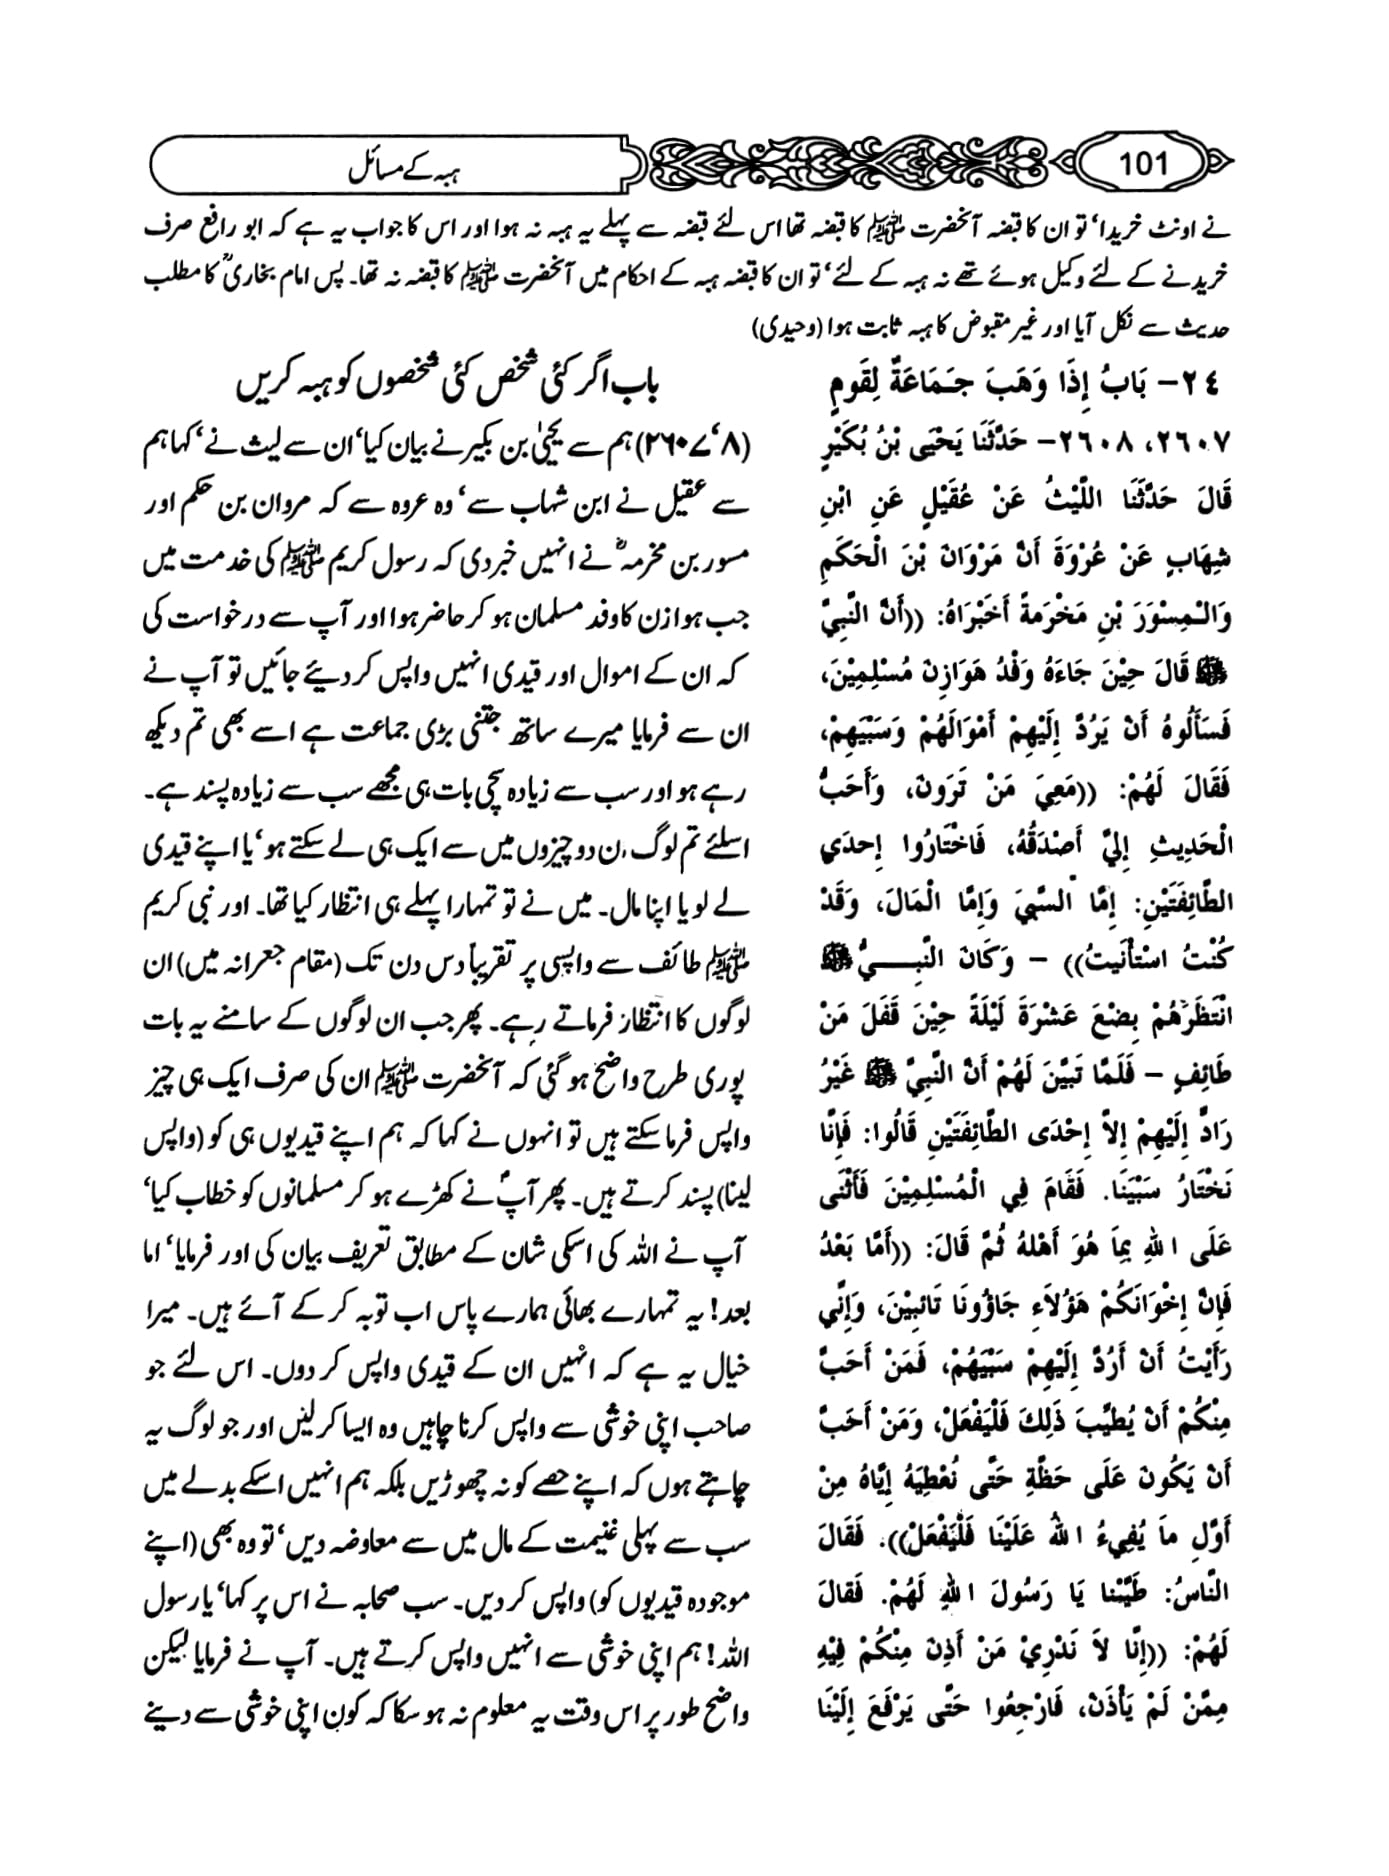 101
ہبہ کے مسائل
نے اونٹ خریدا‘ تو ان کا قبضہ آنحضرت ﷺ کا قبضہ تھا اس لئے قبضہ سے پہلے یہ ہبہ نہ ہوا اور اس کا جواب یہ ہے کہ ابو رافع صرف
خریدنے کے لئے وکیل ہوئے تھے نہ ہبہ کے لئے‘ تو ان کا قبضہ ہبہ کے احکام میں آنحضرت ﷺ کا قبضہ نہ تھا۔ پس امام بخاریؒ کا مطلب
حدیث سے نکل آیا اور غیر مقبوض کا ہبہ ثابت ہوا (وحیدی)
٢٤- بَابُ إِذَا وَهَبَ جَمَاعَةٌ لِقَومٍ
٢٦٠٧، ٢٦٠٨- حَدَّثَنَا يَحْيَى بْنُ بُكَيْرٍ
قَالَ حَدَّثَنَا اللَّيْثُ عَنْ عُقَيْلٍ عَنِ ابْنِ
شِهَابٍ عَنْ عُرْوَةَ أَنَّ مَرْوَانَ بْنَ الْحَكَمِ
وَالْمِسْوَرَ بْنِ مَخْرَمَةً أَخْبَرَاهُ: ((أَنَّ النَّبِيَّ
ﷺ قَالَ حِيْنَ جَاءَهُ وَفْدُ هَوَازِنَ مُسْلِمِيْنَ،
فَسَأَلُوهُ أَنْ يَرُدَّ إِلَيْهِمْ أَمْوَالَهُمْ وَسَبْيَهِمْ،
فَقَالَ لَهُمْ: ((مَعِيَ مَنْ تَرَونَ، وَأَحَبُّ
الْحَدِيثِ إِلَيَّ أَصْدَقُهُ، فَاخْتَارُوا إِحدَي
الطَّائِفَتَيْنِ: إِمَّا السَّبْيَ وَإِمَّا الْمَالَ، وَقَدْ
كُنْتُ اسْتأْنَيتُ)) - وَكَانَ النَّبِيُّ ﷺ
انْتَظَرَهُمْ بِضْعَ عَشْرَةَ لَيْلَةً حِيْنَ قَفَلَ مَنْ
طَائِفٍ - فَلَمَّا تَبَيَّنَ لَهُمْ أَنَّ النَّبِيَّ ﷺ غَيْرُ
رَادٍّ إِلَيْهِمْ إِلاَّ إِحْدَى الطَّائِفَتَيْنِ قَالُوا: فَإِنَّا
نَخْتَارُ سَبْيَنَا. فَقَامَ فِي الْمُسْلِمِيْنَ فَأَثْنَى
عَلَى اللهِ بِمَا هُوَ أَهْلهُ ثُمَّ قَالَ: ((أَمَّا بَعْدُ
فَإِنَّ إِخْوَانَكُمْ هَؤُلاَءِ جَاؤُونَا تَائِبِيْنَ، وَإِنِّي
رَأَيْتُ أَنْ أَرُدَّ إِلَيْهِمْ سَبْيَهُمْ، فَمَنْ أَحَبَّ
مِنْكُمْ أَنْ يُطَيِّبَ ذَلِكَ فَلْيَفْعَلْ، وَمَنْ أَحَبَّ
أَنْ يَكُونَ عَلَى حَظِّهِ حَتَّى نُعْطِيَهُ إِيَّاهُ مِنْ
أَوَّلِ مَا يُفِيءُ اللهُ عَلَيْنَا فَلْيَفْعَلْ)). فَقَالَ
النَّاسُ: طَيَّبْنا يَا رَسُولَ اللهِ لَهُمْ. فَقالَ
لَهُمْ: ((إِنَّا لاَ نَدْرِيْ مَنْ أَذِنَ مِنْكُمْ فِيْهِ
مِمَّنْ لَمْ يَأْذَنْ، فَارْجِعُوا حَتَّى يَرْفَعَ إِلَيْنَا
باب اگر کئی شخص کئی شخصوں کو ہبہ کریں
(۲۶۰۷‘۸) ہم سے یحییٰ بن بکیر نے بیان کیا‘ ان سے لیث نے‘ کہا ہم
سے عقیل نے ابن شہاب سے‘ وہ عروہ سے کہ مروان بن حکم اور
مسور بن مخرمہؓ نے انہیں خبر دی کہ رسول کریم ﷺ کی خدمت میں
جب ہوازن کا وفد مسلمان ہو کر حاضر ہوا اور آپ سے درخواست کی
کہ ان کے اموال اور قیدی انہیں واپس کر دیئے جائیں تو آپ نے
ان سے فرمایا میرے ساتھ جتنی بڑی جماعت ہے اسے بھی تم دیکھ
رہے ہو اور سب سے زیادہ سچی بات ہی مجھے سب سے زیادہ پسند ہے۔
اسلئے تم لوگ ان دو چیزوں میں سے ایک ہی لے سکتے ہو‘ یا اپنے قیدی
لے لو یا اپنا مال۔ میں نے تو تمہارا پہلے ہی انتظار کیا تھا۔ اور نبی کریم
ﷺ طائف سے واپسی پر تقریباً دس دن تک (مقام جعرانہ میں) ان
لوگوں کا انتظار فرماتے رہے۔ پھر جب ان لوگوں کے سامنے یہ بات
پوری طرح واضح ہو گئی کہ آنحضرت ﷺ ان کی صرف ایک ہی چیز
واپس فرما سکتے ہیں تو انہوں نے کہا کہ ہم اپنے قیدیوں ہی کو (واپس
لینا) پسند کرتے ہیں۔ پھر آپؐ نے کھڑے ہو کر مسلمانوں کو خطاب کیا‘
آپ نے اللہ کی اسکی شان کے مطابق تعریف بیان کی اور فرمایا‘ اما
بعد! یہ تمہارے بھائی ہمارے پاس اب توبہ کر کے آئے ہیں۔ میرا
خیال یہ ہے کہ انہیں ان کے قیدی واپس کر دوں۔ اس لئے جو
صاحب اپنی خوشی سے واپس کرنا چاہیں وہ ایسا کر لیں اور جو لوگ یہ
چاہتے ہوں کہ اپنے حصے کو نہ چھوڑیں بلکہ ہم انہیں اسکے بدلے میں
سب سے پہلی غنیمت کے مال میں سے معاوضہ دیں‘ تو وہ بھی (اپنے
موجودہ قیدیوں کو) واپس کر دیں۔ سب صحابہ نے اس پر کہا‘ یا رسول
اللہ! ہم اپنی خوشی سے انہیں واپس کرتے ہیں۔ آپ نے فرمایا لیکن
واضح طور پر اس وقت یہ معلوم نہ ہو سکا کہ کون اپنی خوشی سے دینے